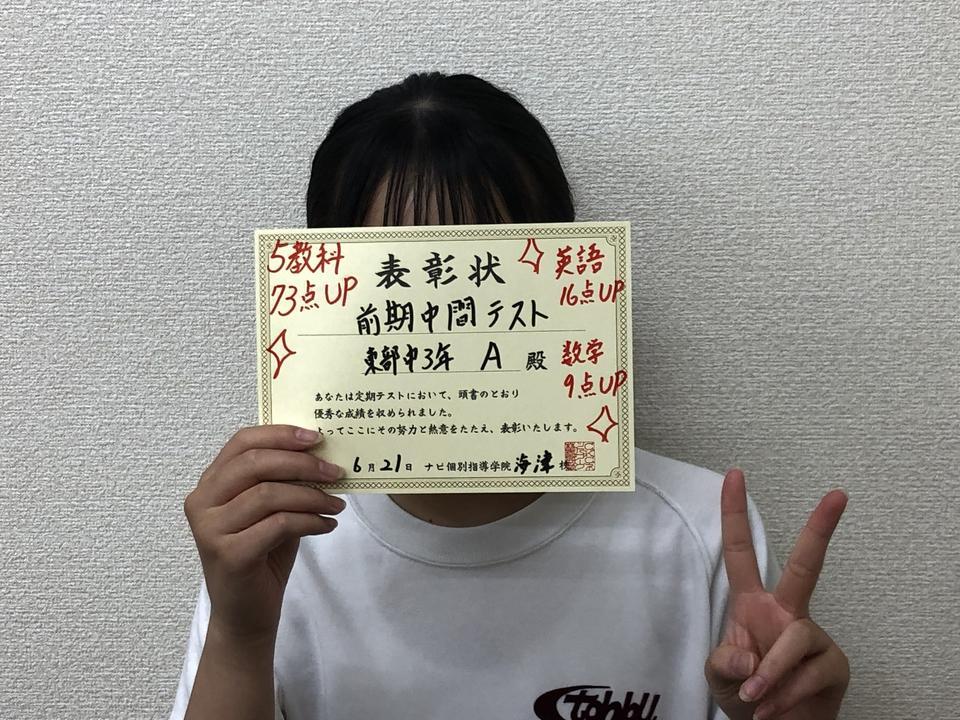 5教科
73点UP
表彰状
英語
16点UP
前期中間テスト
東部中3年 A 殿
数学
9点UP
あなたは定期テストにおいて、頭書のとおり
優秀な成績を収められました。
よってここにその努力と熱意をたたえ、表彰いたします。
6月21日 ナビ個別指導学院 海津校
tohbu